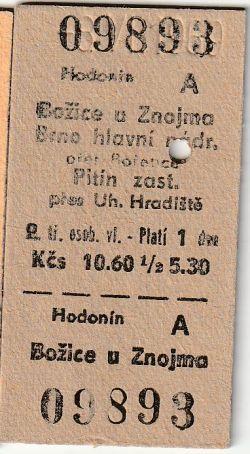 09893
Hodonín A
Božice u Znojma
Brno hlavní nádr.
přes
Pitín zast.
přes Uh. Hradiště
2. tř. osob. vl. - Platí 1 den
Kčs 10.60 1/2 5.30
Hodonín A
Božice u Znojma
09893